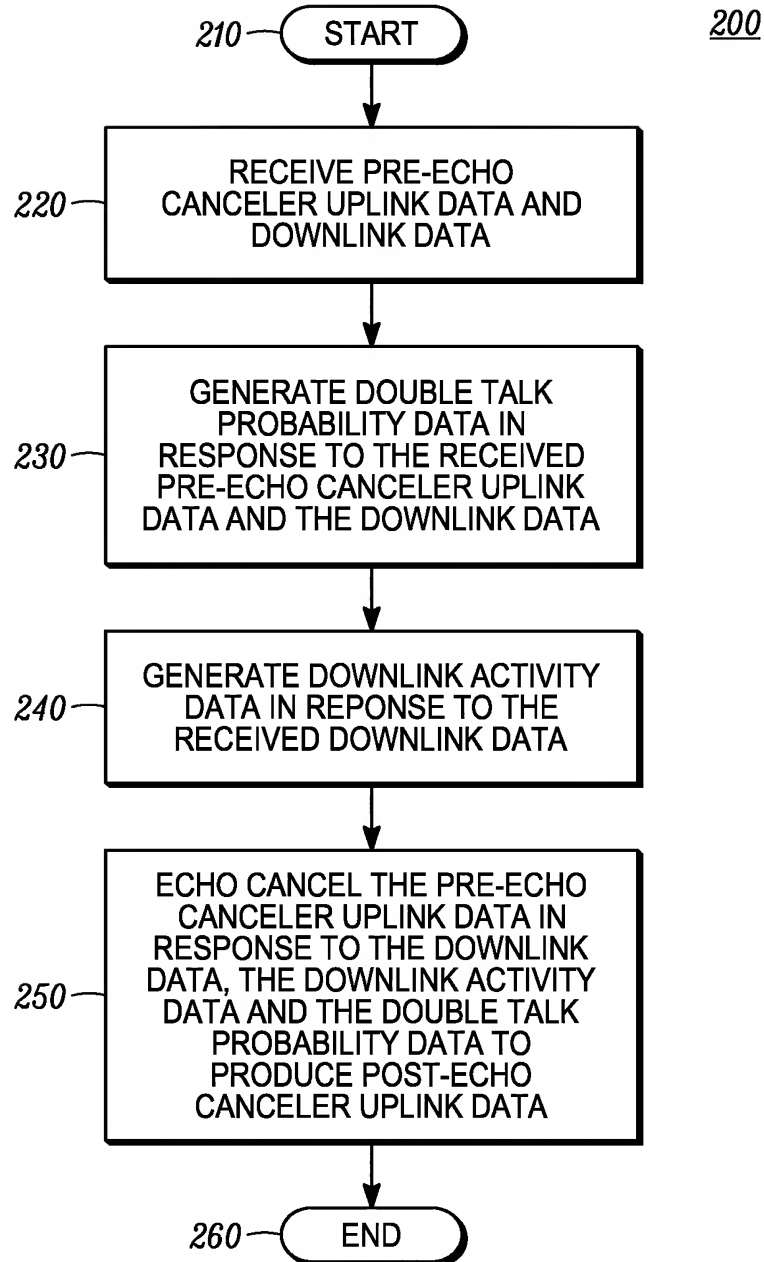 210
START
200
220
RECEIVE PRE-ECHO
CANCELER UPLINK DATA AND
DOWNLINK DATA
230
GENERATE DOUBLE TALK
PROBABILITY DATA IN
RESPONSE TO THE RECEIVED
PRE-ECHO CANCELER UPLINK
DATA AND THE DOWNLINK DATA
240
GENERATE DOWNLINK ACTIVITY
DATA IN REPONSE TO THE
RECEIVED DOWNLINK DATA
250
ECHO CANCEL THE PRE-ECHO
CANCELER UPLINK DATA IN
RESPONSE TO THE DOWNLINK
DATA, THE DOWNLINK ACTIVITY
DATA AND THE DOUBLE TALK
PROBABILITY DATA TO
PRODUCE POST-ECHO
CANCELER UPLINK DATA
260
END